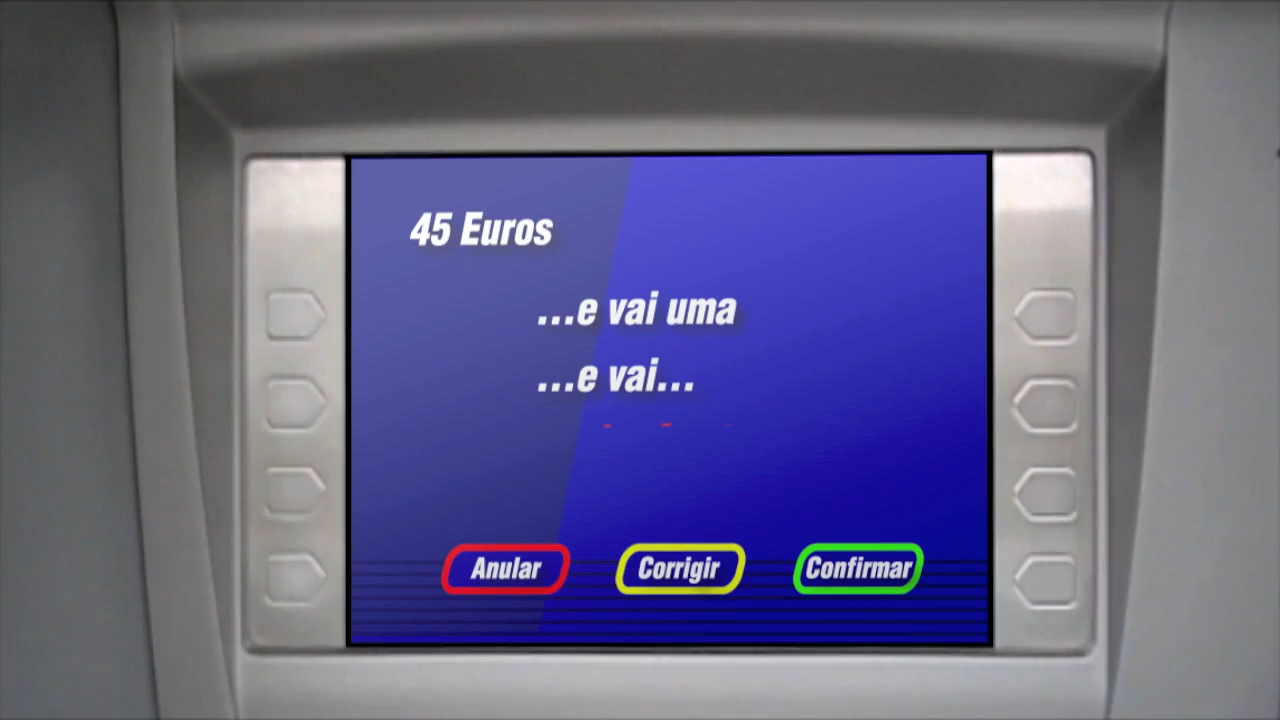 45 Euros
...e vai uma
...e vai...
Anular Corrigir Confirmar